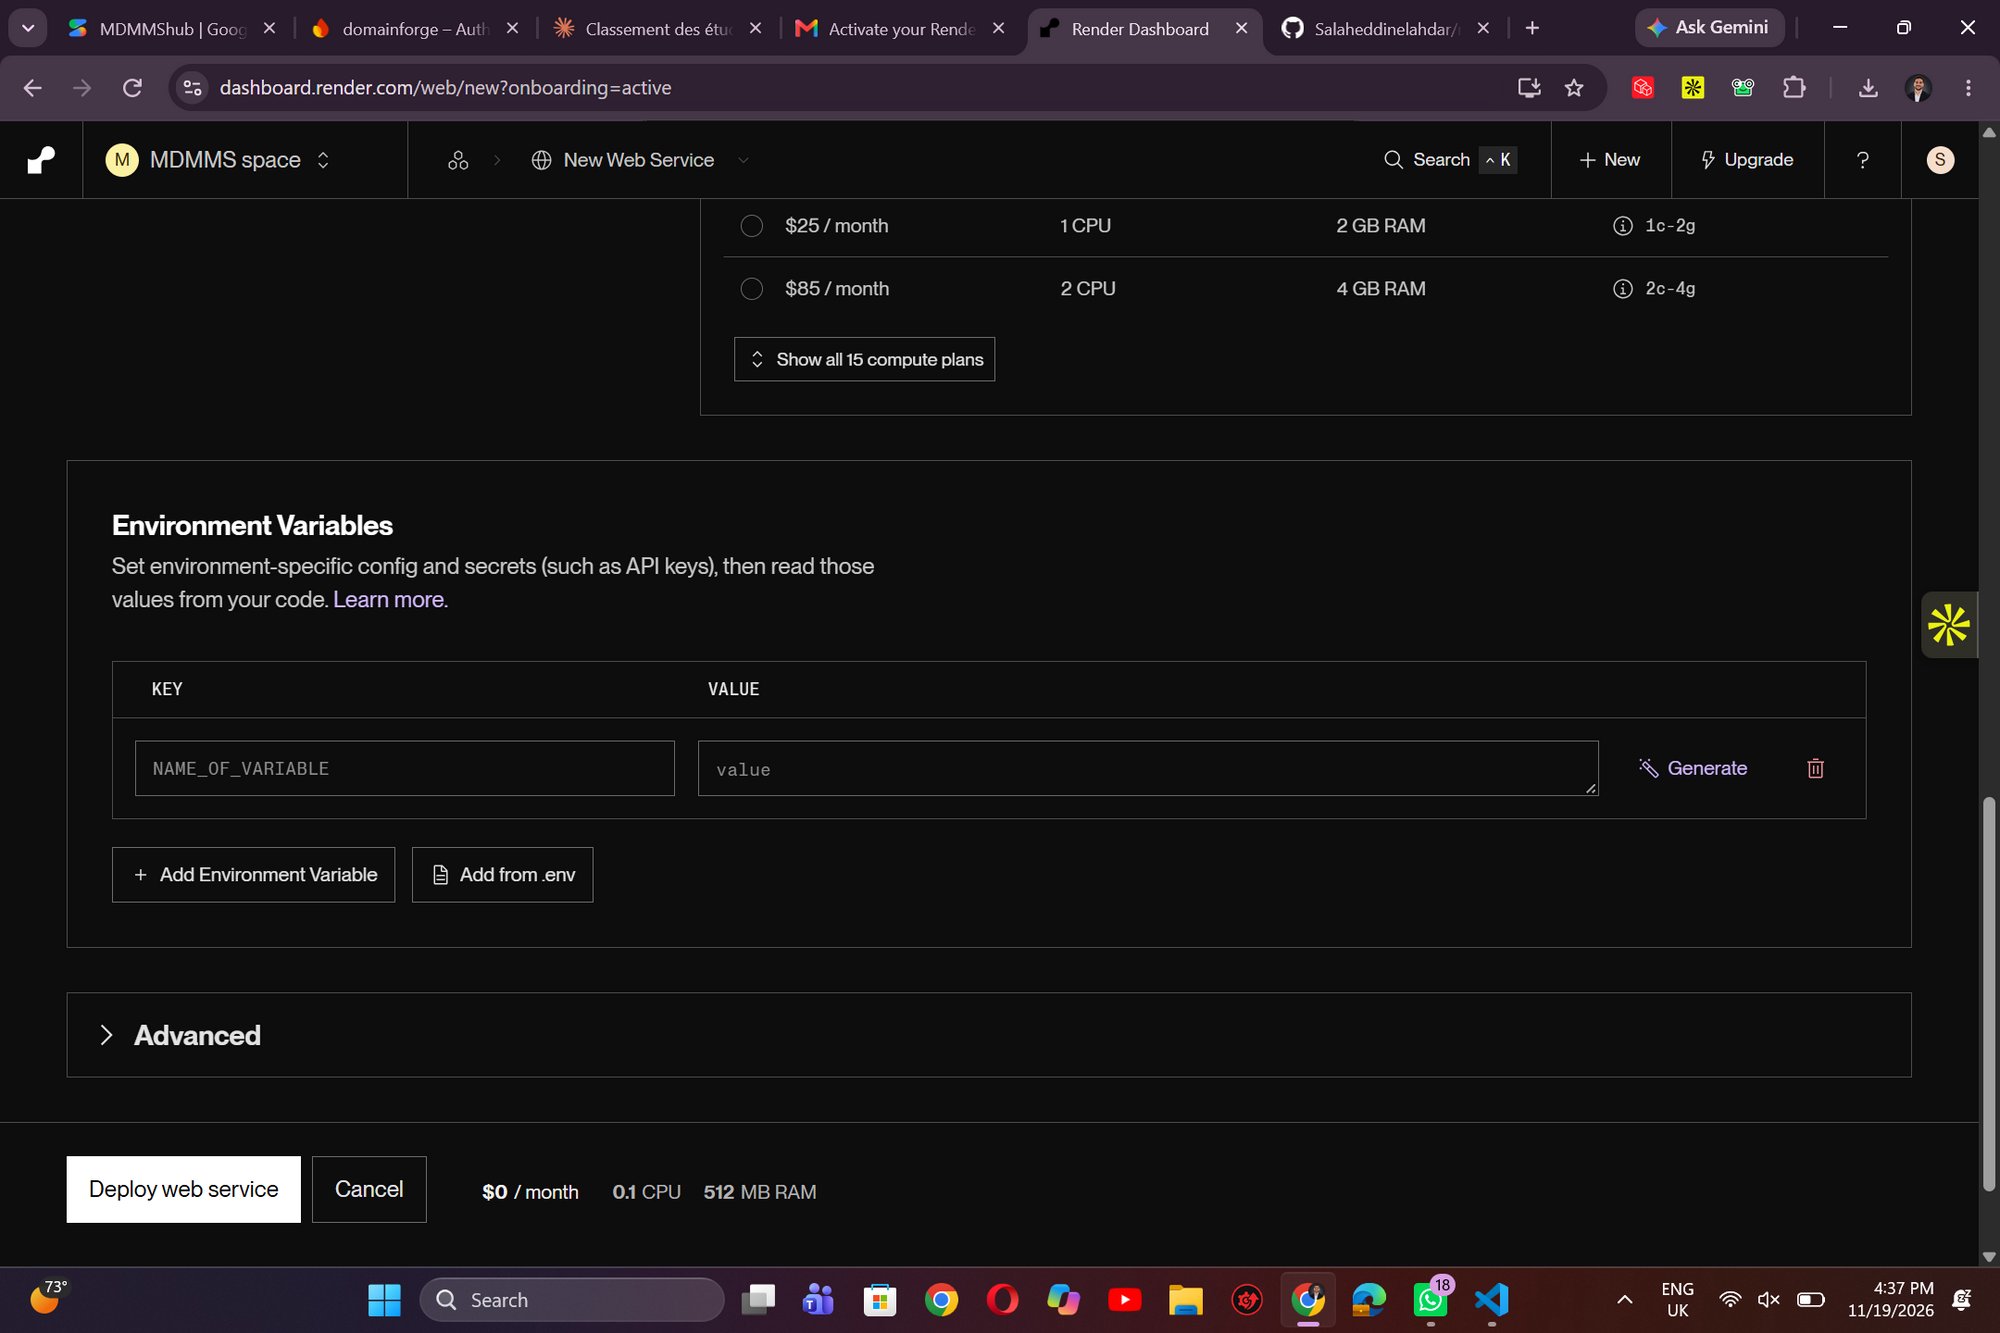 MDMMShub | Goog
domainforge – Auth
Classement des étuc
Activate your Rende
Render Dashboard
Salaheddinelahdar/
Ask Gemini
dashboard.render.com/web/new?onboarding=active
M MDMMS space
New Web Service
Search ^ K
+ New
Upgrade
?
S
$25 / month 1 CPU 2 GB RAM 1c-2g
$85 / month 2 CPU 4 GB RAM 2c-4g
Show all 15 compute plans
Environment Variables
Set environment-specific config and secrets (such as API keys), then read those
values from your code. Learn more.
KEY VALUE
NAME_OF_VARIABLE value Generate
+ Add Environment Variable Add from .env
Advanced
Deploy web service Cancel $0 / month 0.1 CPU 512 MB RAM
73°
Search
18
ENG
UK
4:37 PM
11/19/2026